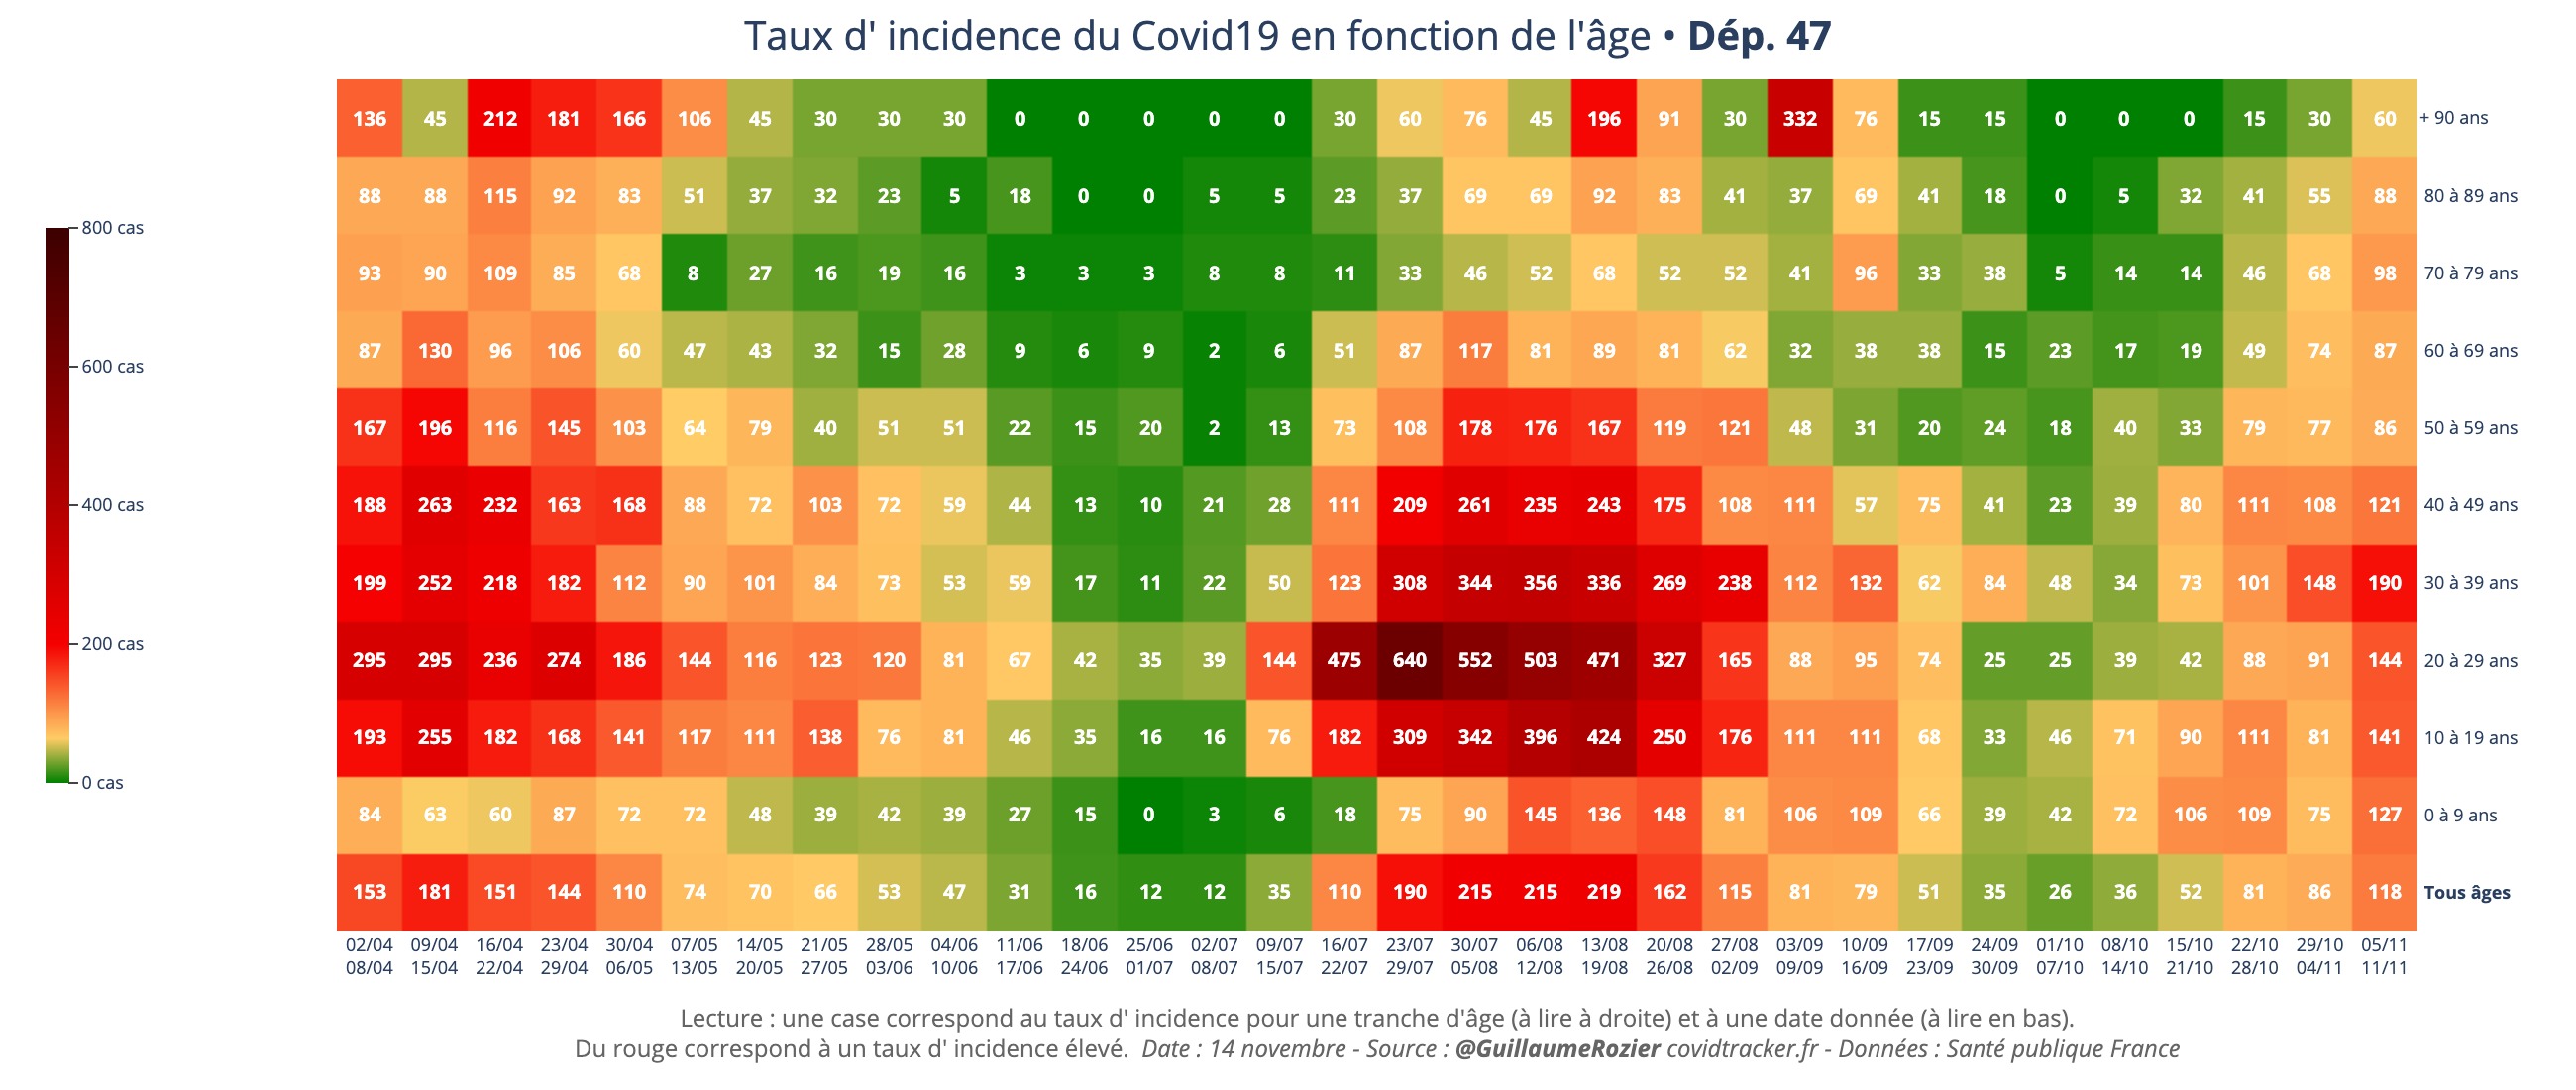 Taux d' incidence du Covid19 en fonction de l'âge • Dép. 47
136 45 212 181 166 106 45 30 30 30 0 0 0 0 0 30 60 76 45 196 91 30 332 76 15 15 0 0 0 15 30 60 + 90 ans
88 88 115 92 83 51 37 32 23 5 18 0 0 5 5 23 37 69 69 92 83 41 37 69 41 18 0 5 32 41 55 88 80 à 89 ans
800 cas
93 90 109 85 68 8 27 16 19 16 3 3 3 8 8 11 33 46 52 68 52 52 41 96 33 38 5 14 14 46 68 98 70 à 79 ans
87 130 96 106 60 47 43 32 15 28 9 6 9 2 6 51 87 117 81 89 81 62 32 38 38 15 23 17 19 49 74 87 60 à 69 ans
600 cas
167 196 116 145 103 64 79 40 51 51 22 15 20 2 13 73 108 178 176 167 119 121 48 31 20 24 18 40 33 79 77 86 50 à 59 ans
400 cas
188 263 232 163 168 88 72 103 72 59 44 13 10 21 28 111 209 261 235 243 175 108 111 57 75 41 23 39 80 111 108 121 40 à 49 ans
199 252 218 182 112 90 101 84 73 53 59 17 11 22 50 123 308 344 356 336 269 238 112 132 62 84 48 34 73 101 148 190 30 à 39 ans
200 cas
295 295 236 274 186 144 116 123 120 81 67 42 35 39 144 475 640 552 503 471 327 165 88 95 74 25 25 39 42 88 91 144 20 à 29 ans
193 255 182 168 141 117 111 138 76 81 46 35 16 16 76 182 309 342 396 424 250 176 111 111 68 33 46 71 90 111 81 141 10 à 19 ans
0 cas
84 63 60 87 72 72 48 39 42 39 27 15 0 3 6 18 75 90 145 136 148 81 106 109 66 39 42 72 106 109 75 127 0 à 9 ans
153 181 151 144 110 74 70 66 53 47 31 16 12 12 35 110 190 215 215 219 162 115 81 79 51 35 26 36 52 81 86 118 Tous âges
02/04 09/04 16/04 23/04 30/04 07/05 14/05 21/05 28/05 04/06 11/06 18/06 25/06 02/07 09/07 16/07 23/07 30/07 06/08 13/08 20/08 27/08 03/09 10/09 17/09 24/09 01/10 08/10 15/10 22/10 29/10 05/11
08/04 15/04 22/04 29/04 06/05 13/05 20/05 27/05 03/06 10/06 17/06 24/06 01/07 08/07 15/07 22/07 29/07 05/08 12/08 19/08 26/08 02/09 09/09 16/09 23/09 30/09 07/10 14/10 21/10 28/10 04/11 11/11
Lecture : une case correspond au taux d' incidence pour une tranche d'âge (à lire à droite) et à une date donnée (à lire en bas).
Du rouge correspond à un taux d' incidence élevé. Date : 14 novembre - Source : @GuillaumeRozier covidtracker.fr - Données : Santé publique France